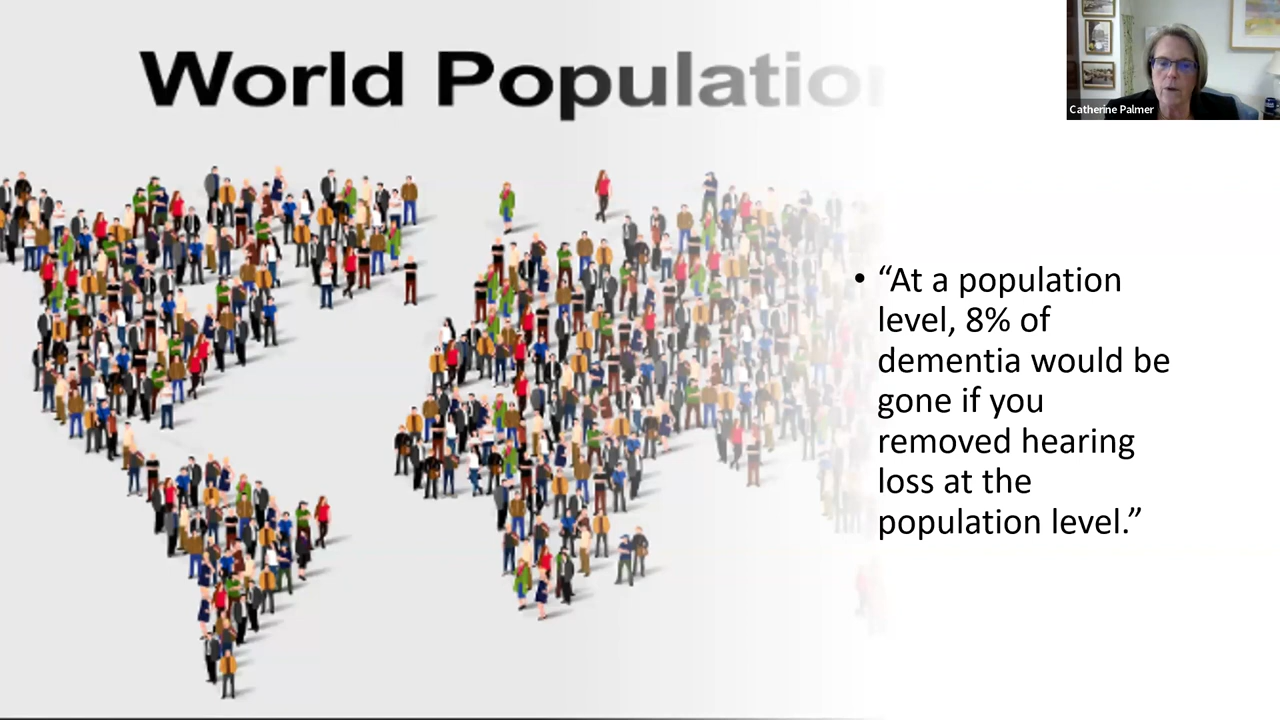 World Population
Catherine Palmer
• “At a population
level, 8% of
dementia would be
gone if you
removed hearing
loss at the
population level.”